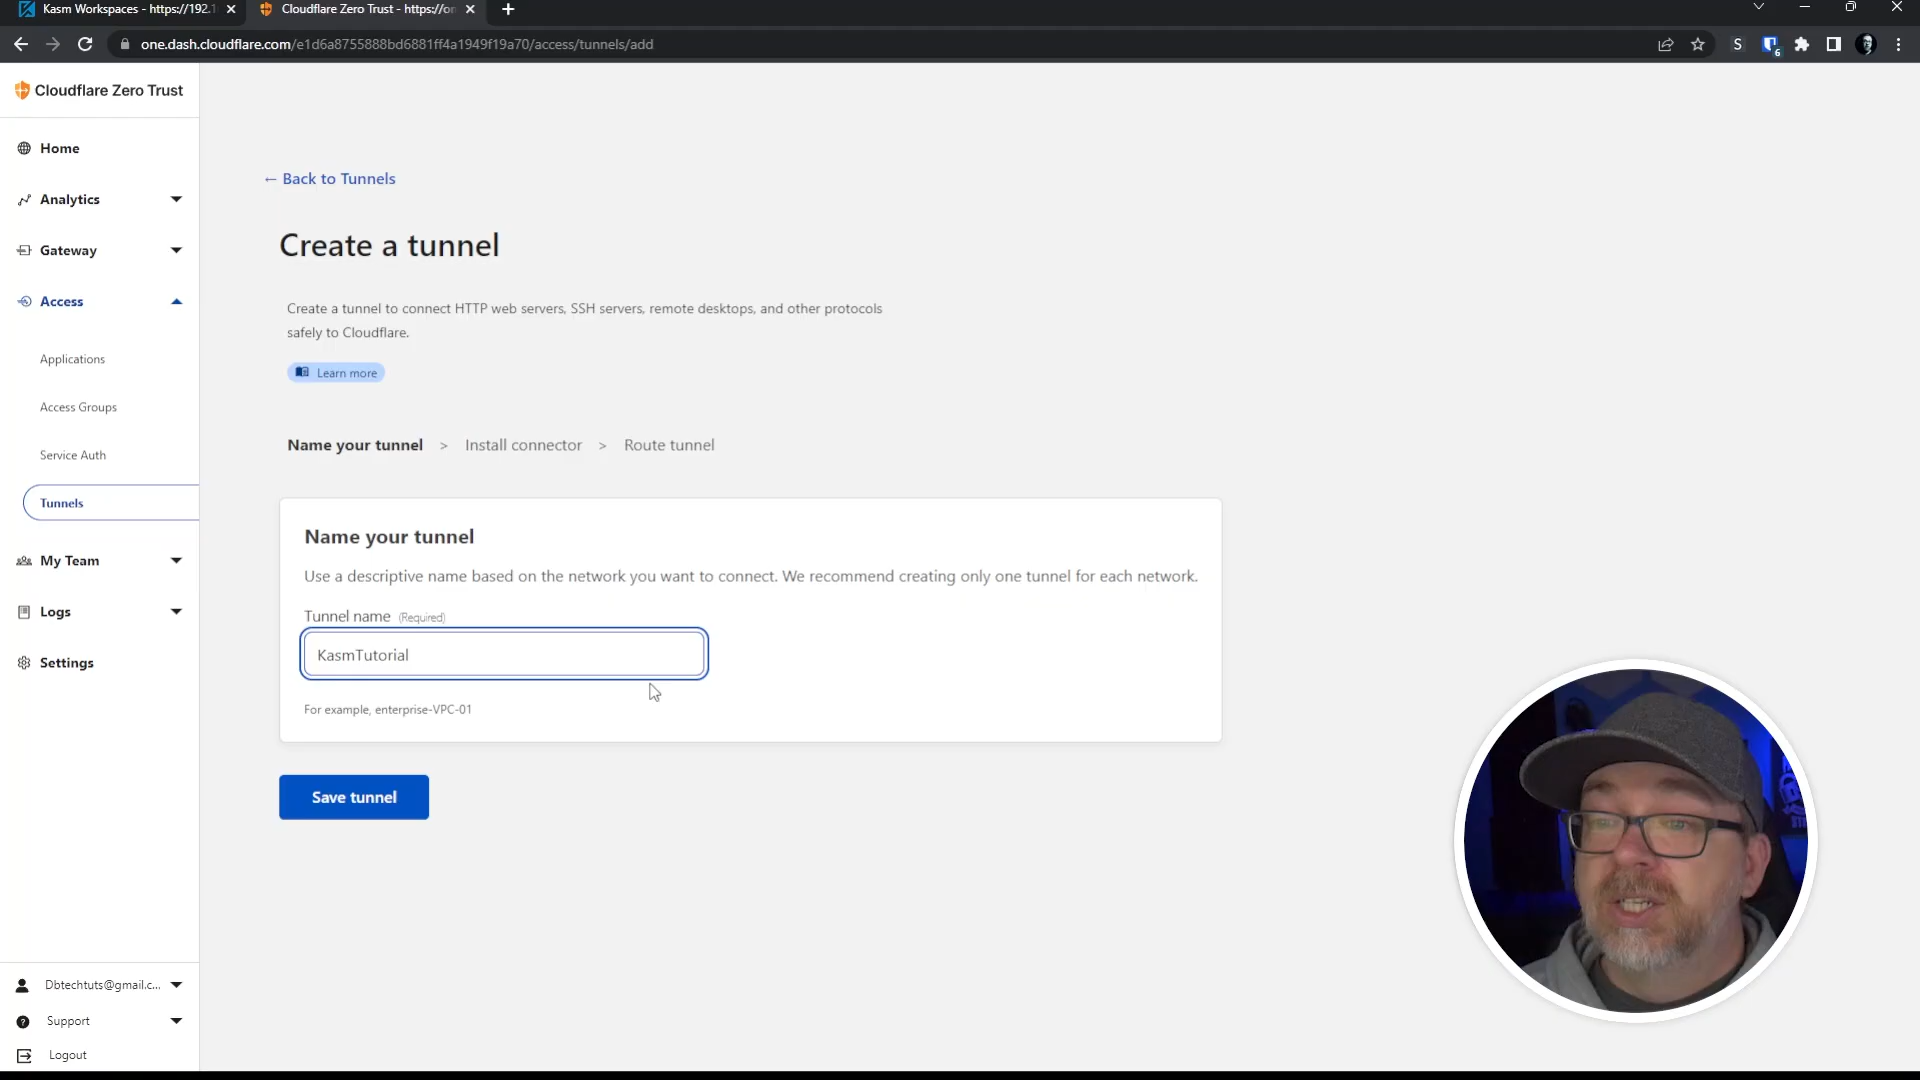 Kasm Workspaces - https://192.1
Cloudflare Zero Trust - https://on
one.dash.cloudflare.com/e1d6a8755888bd6881ff4a1949f19a70/access/tunnels/add
S
6
Cloudflare Zero Trust
Home
Analytics
Gateway
Access
Applications
Access Groups
Service Auth
Tunnels
My Team
Logs
Settings
Dbtechtuts@gmail.c...
Support
Logout
← Back to Tunnels
Create a tunnel
Create a tunnel to connect HTTP web servers, SSH servers, remote desktops, and other protocols
safely to Cloudflare.
Learn more
Name your tunnel > Install connector > Route tunnel
Name your tunnel
Use a descriptive name based on the network you want to connect. We recommend creating only one tunnel for each network.
Tunnel name (Required)
KasmTutorial
For example, enterprise-VPC-01
Save tunnel